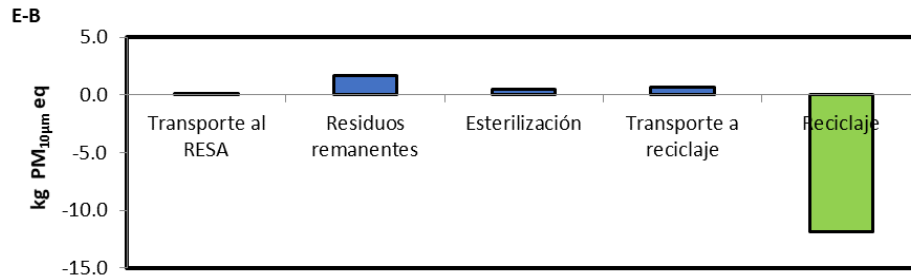 E-B
kg PM10µm eq
5.0
0.0
-5.0
-10.0
-15.0
Transporte al
RESA
Residuos
remanentes
Esterilización
Transporte a
reciclaje
Reciclaje